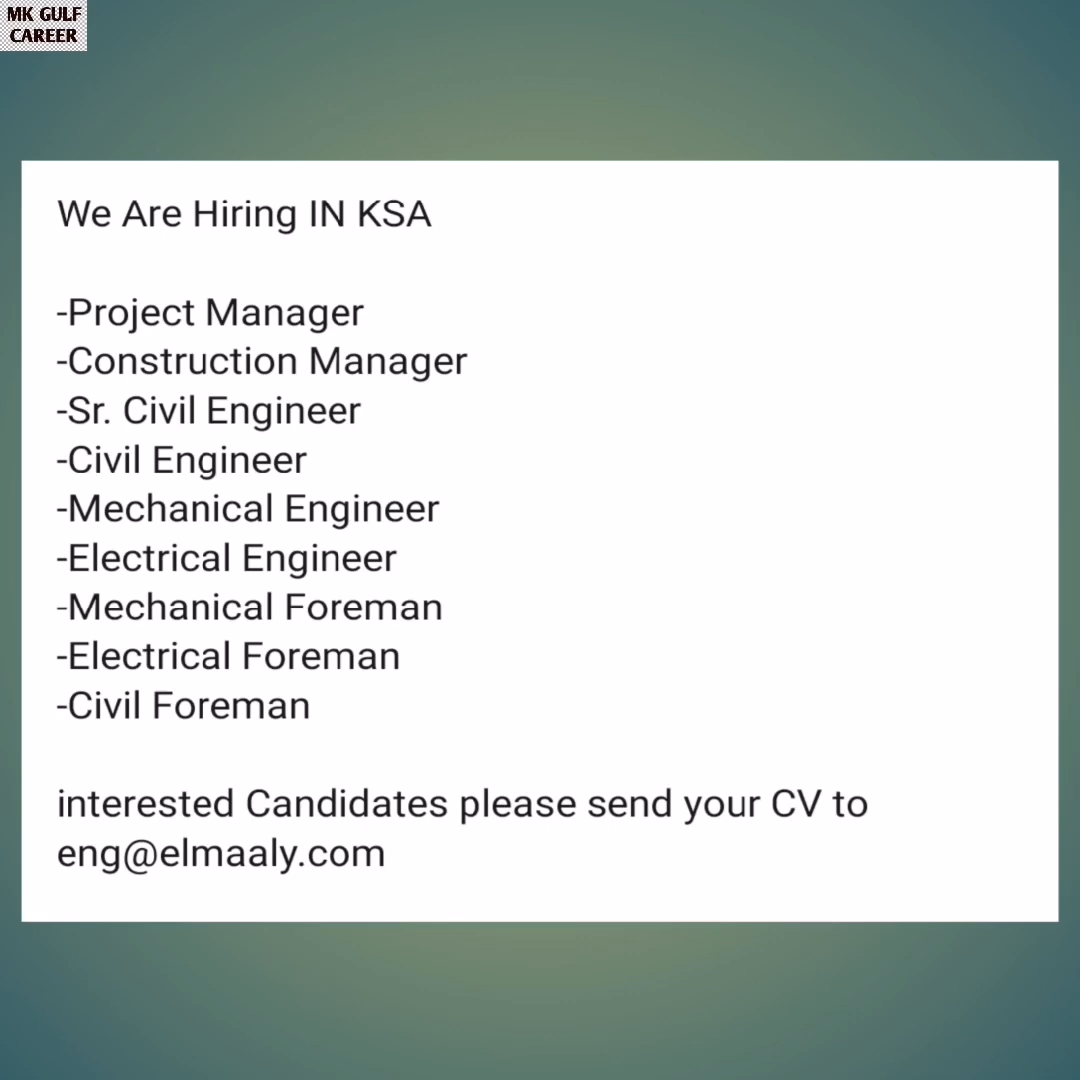 MK GULF
CAREER
We Are Hiring IN KSA
-Project Manager
-Construction Manager
-Sr. Civil Engineer
-Civil Engineer
-Mechanical Engineer
-Electrical Engineer
-Mechanical Foreman
-Electrical Foreman
-Civil Foreman
interested Candidates please send your CV to
eng@elmaaly.com